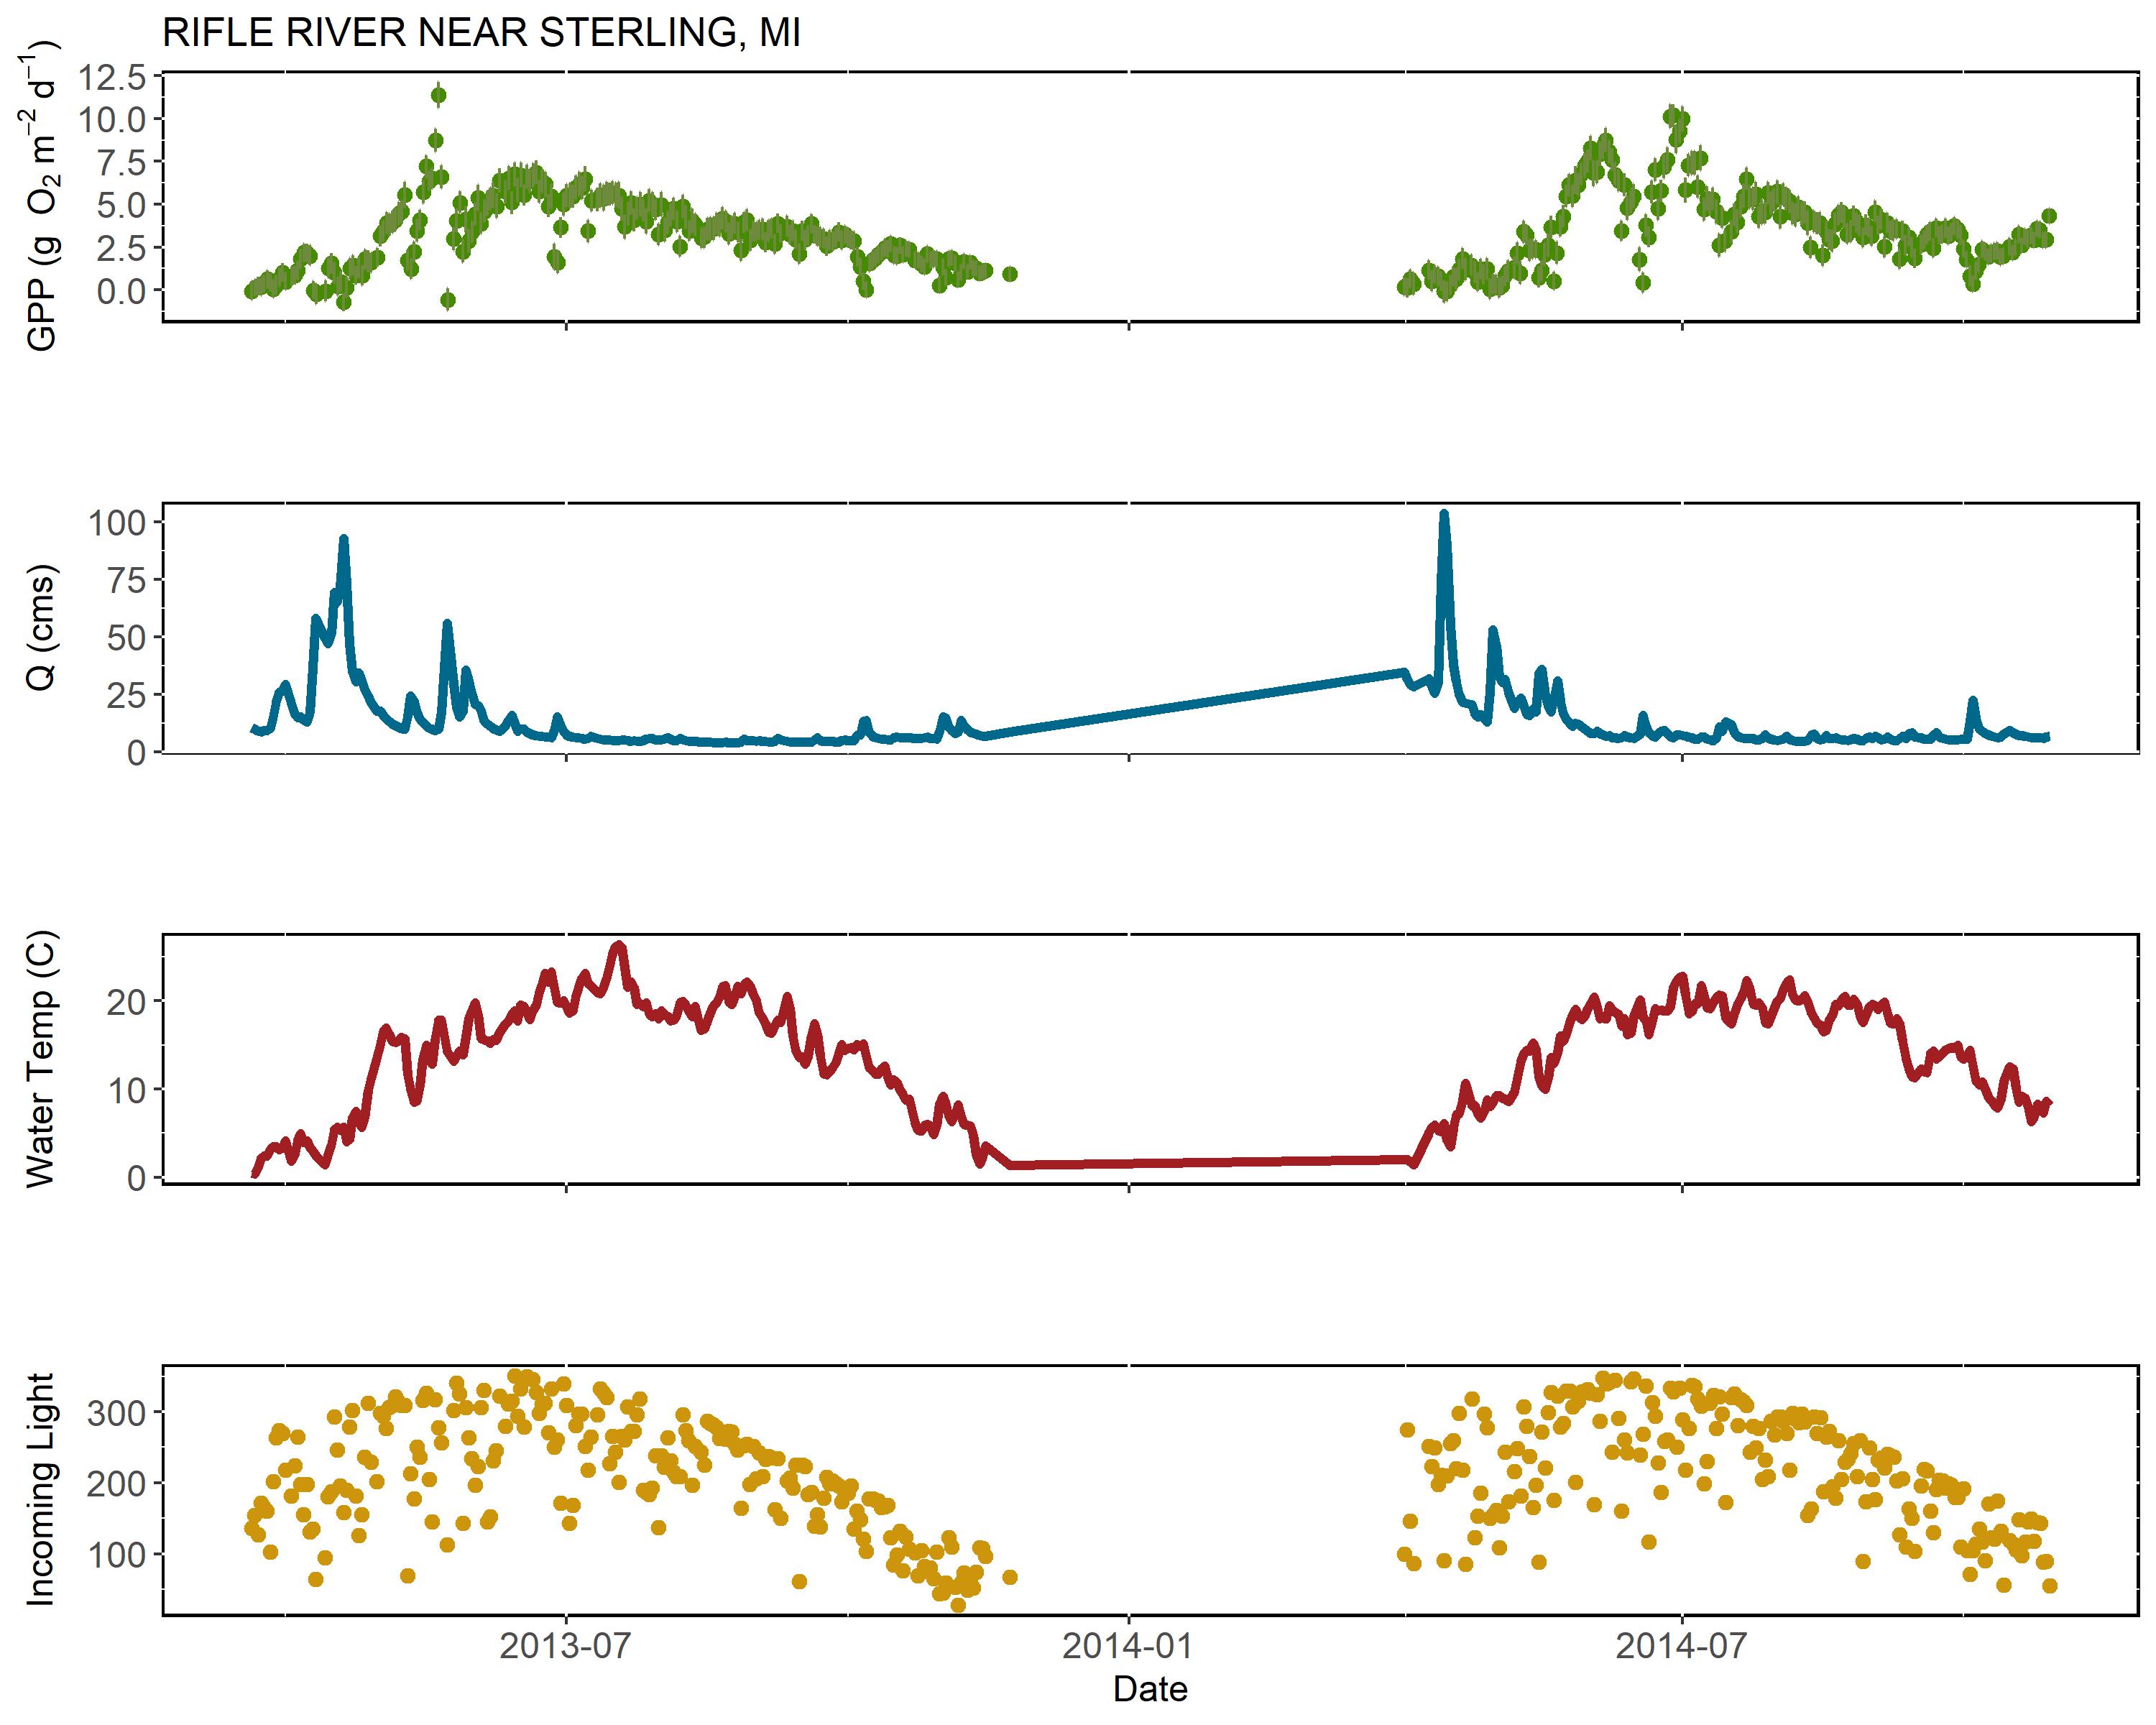 RIFLE RIVER NEAR STERLING, MI
GPP (g O₂ m⁻² d⁻¹)
12.5
10.0
7.5
5.0
2.5
0.0
Q (cms)
100
75
50
25
0
Water Temp (C)
20
10
0
Incoming Light
300
200
100
2013-07 2014-01 2014-07
Date